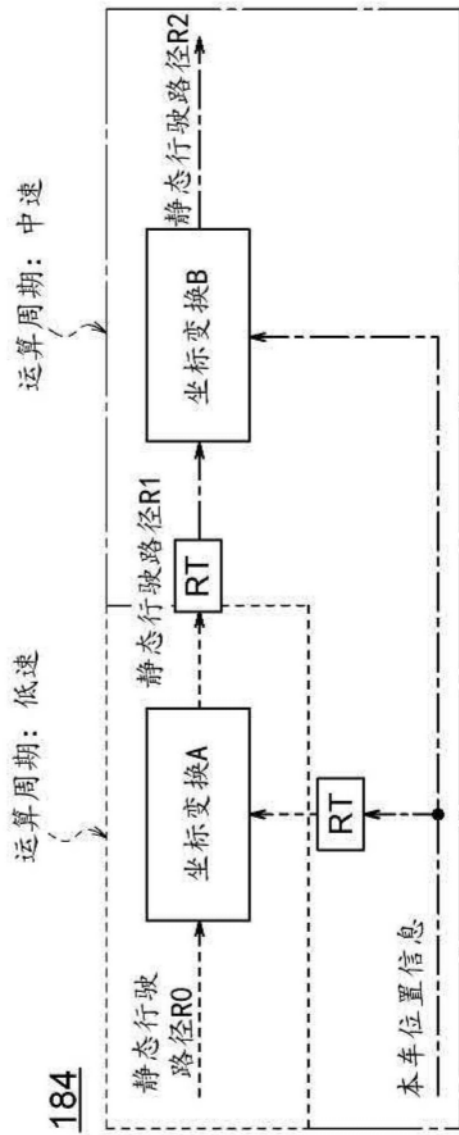 184
运算周期: 低速
运算周期: 中速
静态行驶
路径R0
坐标变换A
静态行驶路径R1
RT
坐标变换B
静态行驶路径R2
RT
本车位置信息